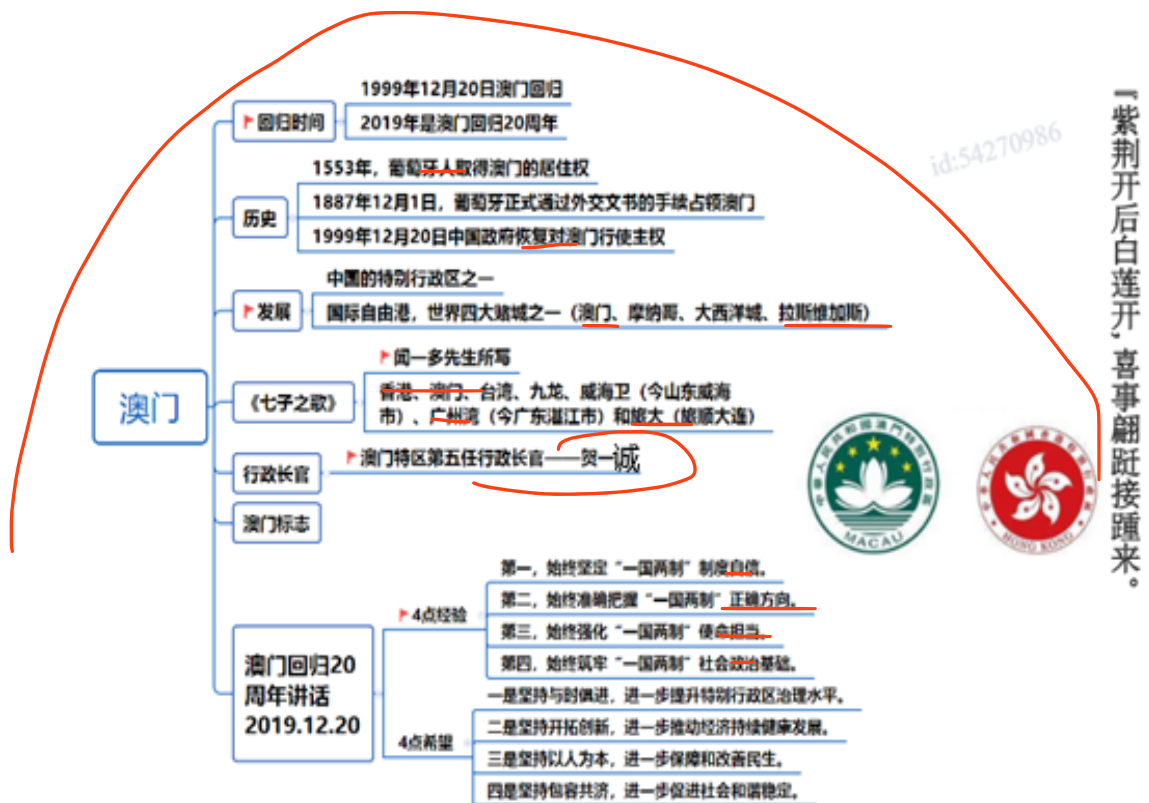 1999年12月20日澳门回归
回归时间
2019年是澳门回归20周年
1553年，葡萄牙人取得澳门的居住权
历史
1887年12月1日，葡萄牙正式通过外交文书的手续占领澳门
1999年12月20日中国政府恢复对澳门行使主权
中国的特别行政区之一
发展
国际自由港，世界四大赌城之一（澳门、摩纳哥、大西洋城、拉斯维加斯）
澳门
《七子之歌》
闻一多先生所写
香港、澳门、台湾、九龙、威海卫（今山东威海
市）、广州湾（今广东湛江市）和旅大（旅顺大连）
行政长官
澳门特区第五任行政长官——贺一诚
澳门标志
澳门回归20
周年讲话
2019.12.20
4点经验
第一，始终坚定“一国两制”制度自信。
第二，始终准确把握“一国两制”正确方向。
第三，始终强化“一国两制”使命担当。
第四，始终筑牢“一国两制”社会政治基础。
4点希望
一是坚持与时俱进，进一步提升特别行政区治理水平。
二是坚持开拓创新，进一步推动经济持续健康发展。
三是坚持以人为本，进一步保障和改善民生。
四是坚持包容共济，进一步促进社会和谐稳定。
中華人民共和國澳門特別行政區
MACAU
HONG KONG
id:54270986
『紫荆开后白莲开，喜事翩跹接踵来。